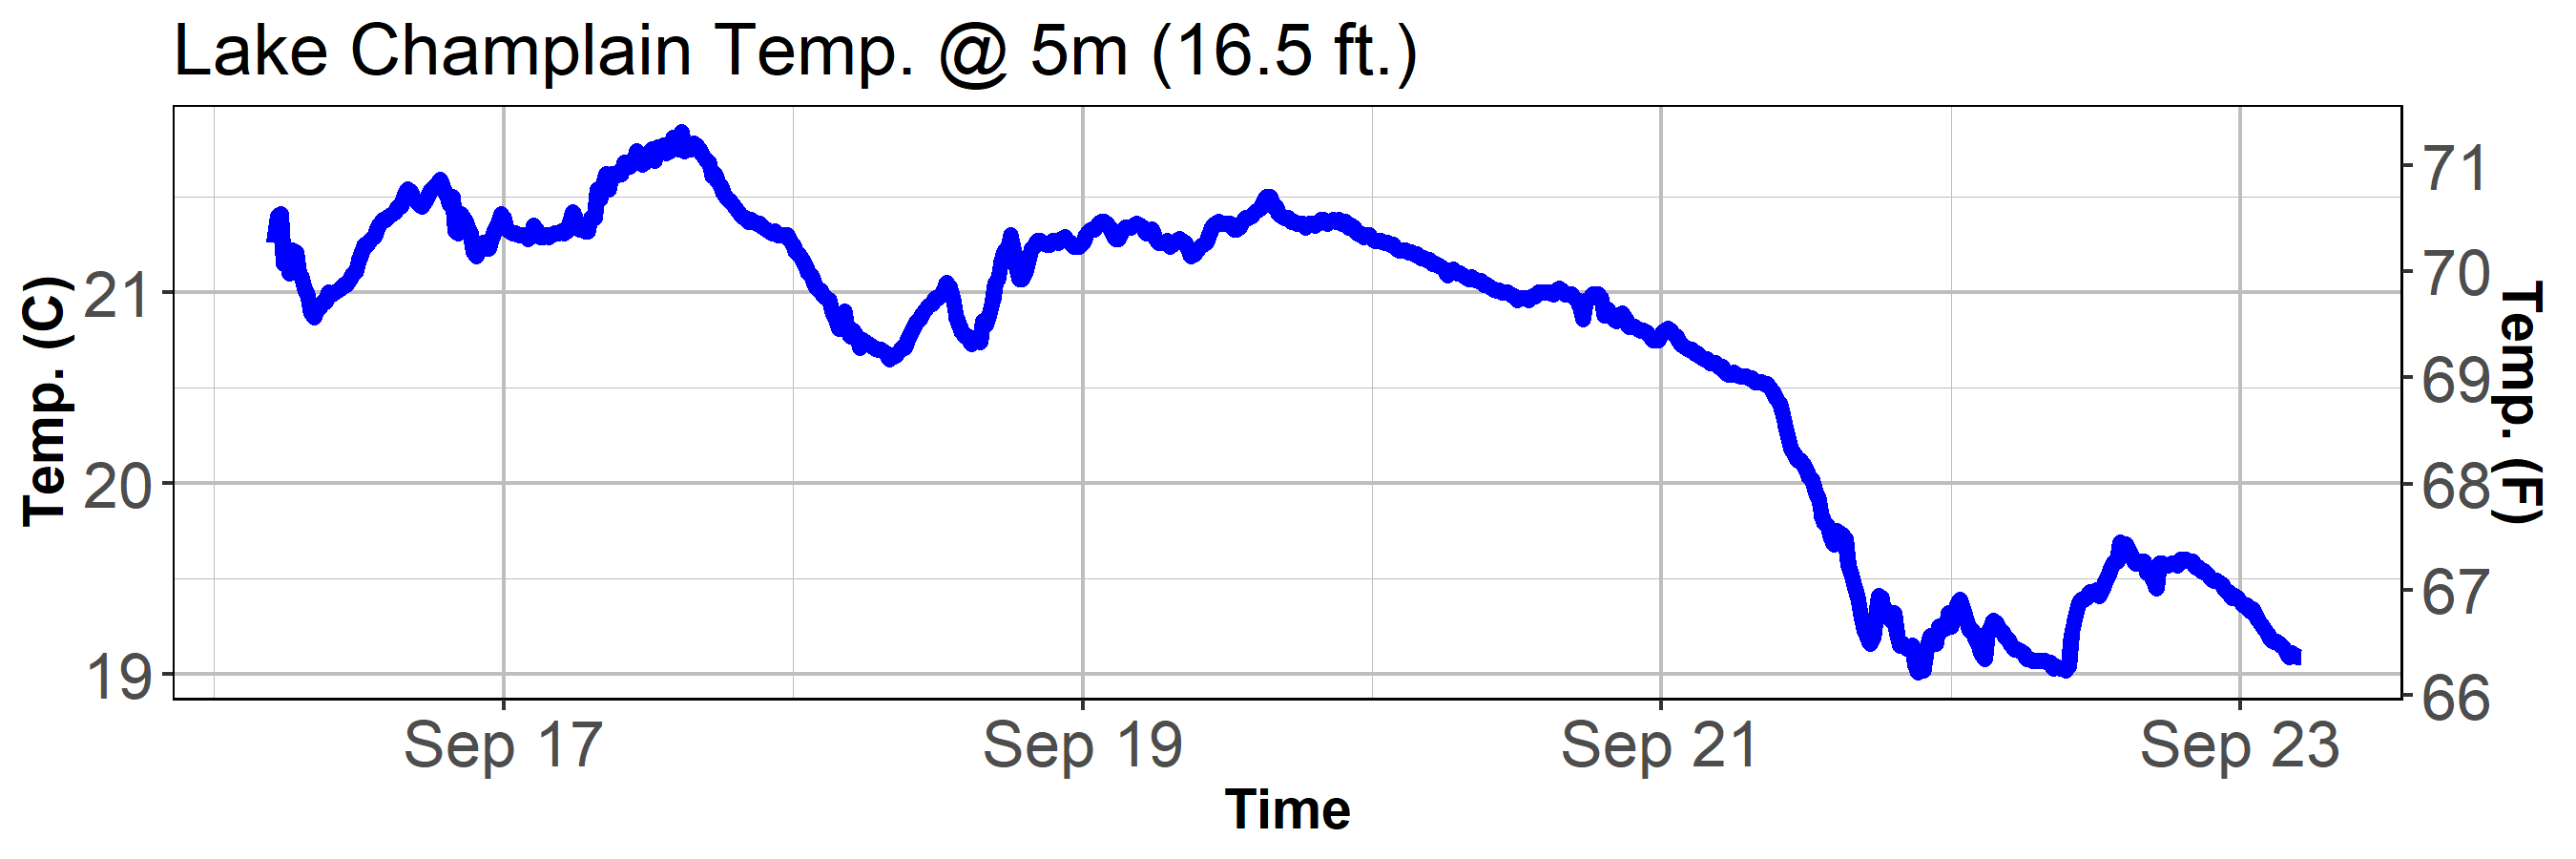 Lake Champlain Temp. @ 5m (16.5 ft.)
Temp. (C)
21
20
19
71
70
69
68
67
66
Temp. (F)
Sep 17 Sep 19 Sep 21 Sep 23
Time